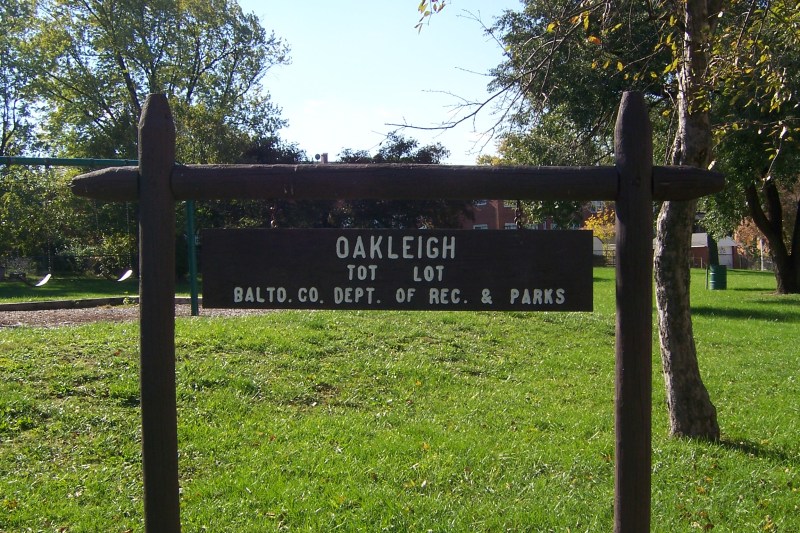 OAKLEIGH
TOT LOT
BALTO. CO. DEPT. OF REC. & PARKS